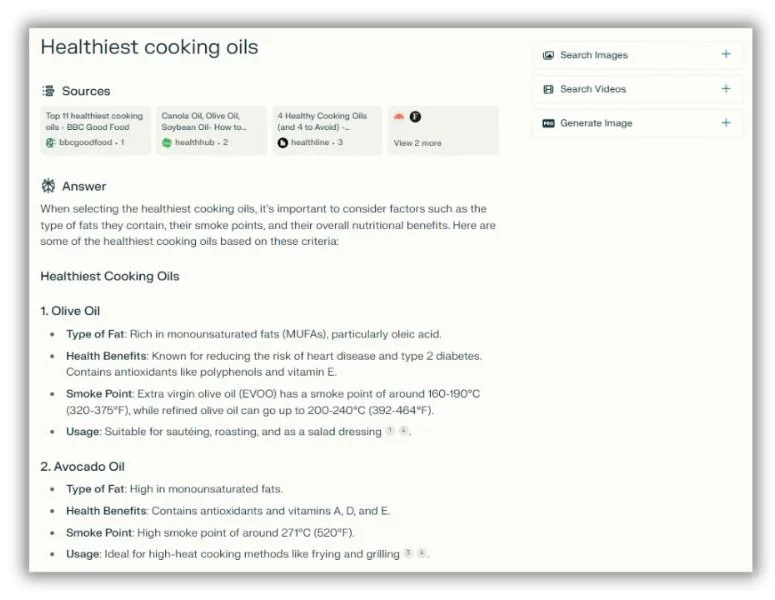 Healthiest cooking oils
Sources
Top 11 healthiest cooking
oils - BBC Good Food
bbcgoodfood • 1
Canola Oil, Olive Oil,
Soybean Oil- How to...
healthhub • 2
4 Healthy Cooking Oils
(and 4 to Avoid) -...
healthline • 3
F
View 2 more
Search Images
Search Videos
PRO
Generate Image
Answer
When selecting the healthiest cooking oils, it's important to consider factors such as the
type of fats they contain, their smoke points, and their overall nutritional benefits. Here are
some of the healthiest cooking oils based on these criteria:
Healthiest Cooking Oils
1. Olive Oil
• Type of Fat: Rich in monounsaturated fats (MUFAs), particularly oleic acid.
• Health Benefits: Known for reducing the risk of heart disease and type 2 diabetes.
Contains antioxidants like polyphenols and vitamin E.
• Smoke Point: Extra virgin olive oil (EVOO) has a smoke point of around 160-190°C
(320-375°F), while refined olive oil can go up to 200-240°C (392-464°F).
• Usage: Suitable for sautéing, roasting, and as a salad dressing 1 4.
2. Avocado Oil
• Type of Fat: High in monounsaturated fats.
• Health Benefits: Contains antioxidants and vitamins A, D, and E.
• Smoke Point: High smoke point of around 271°C (520°F).
• Usage: Ideal for high-heat cooking methods like frying and grilling 3 4.